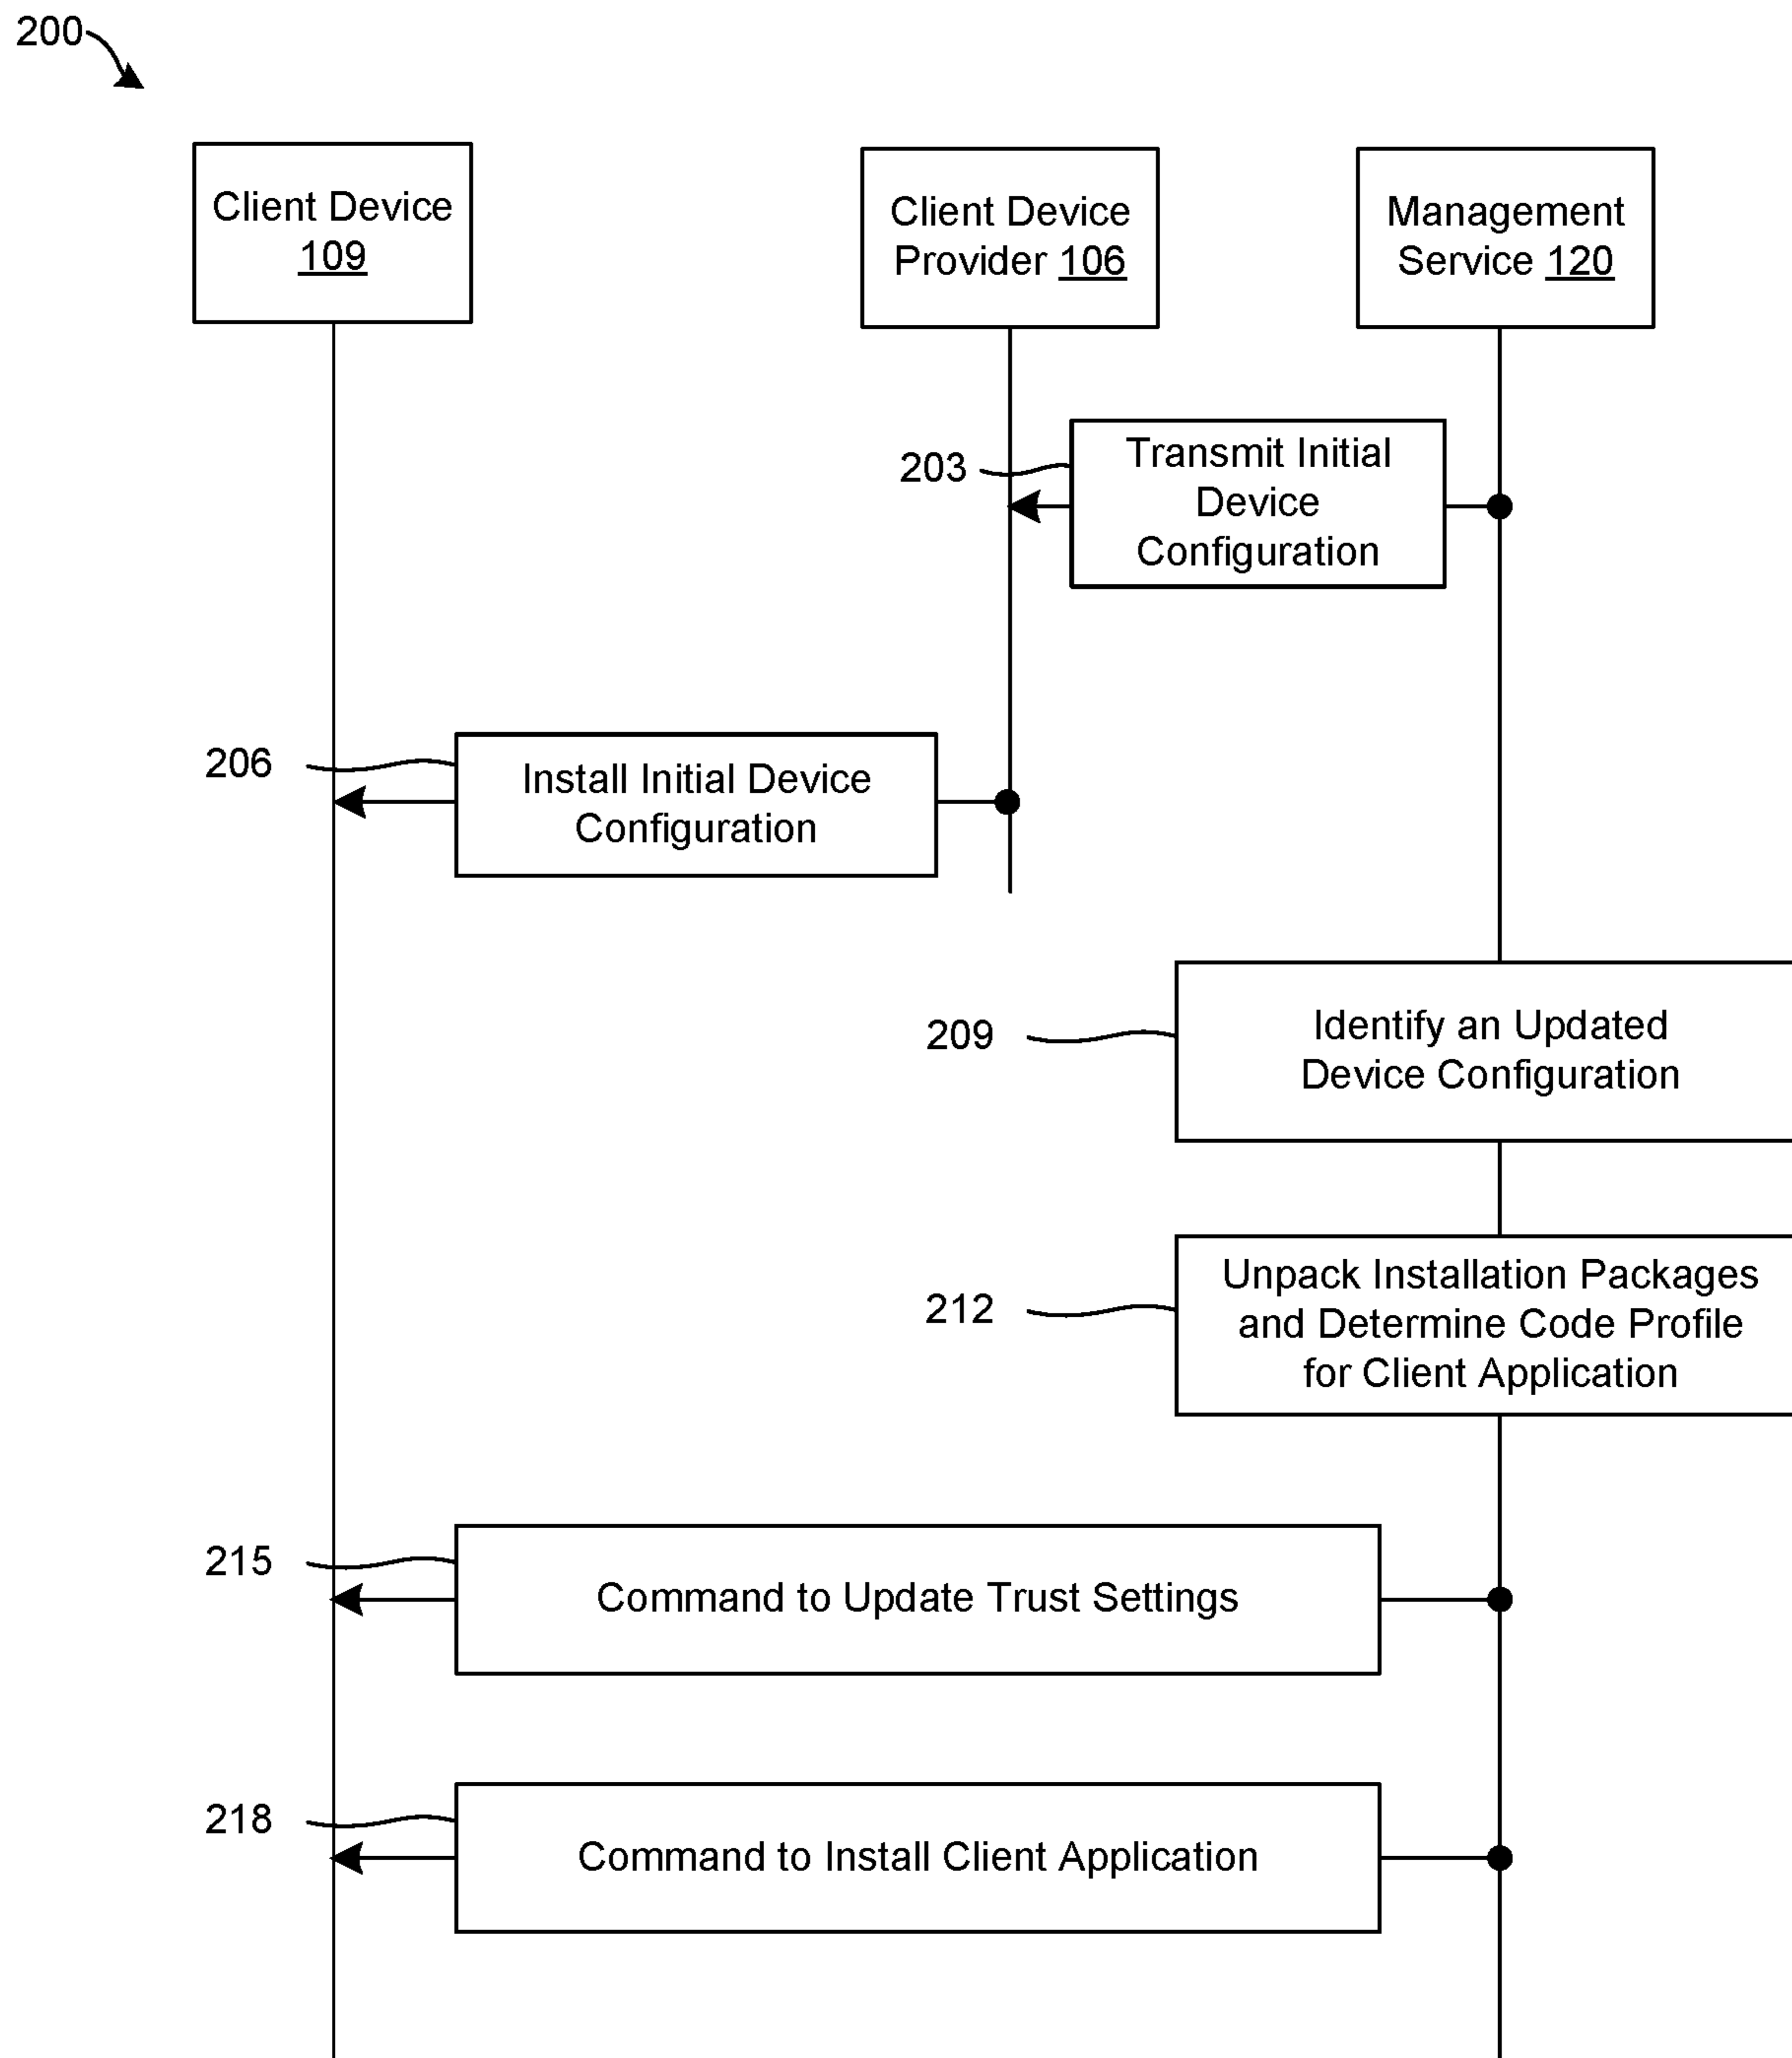 200
Client Device
109
Client Device
Provider 106
Management
Service 120
203
Transmit Initial
Device
Configuration
206
Install Initial Device
Configuration
209
Identify an Updated
Device Configuration
212
Unpack Installation Packages
and Determine Code Profile
for Client Application
215
Command to Update Trust Settings
218
Command to Install Client Application